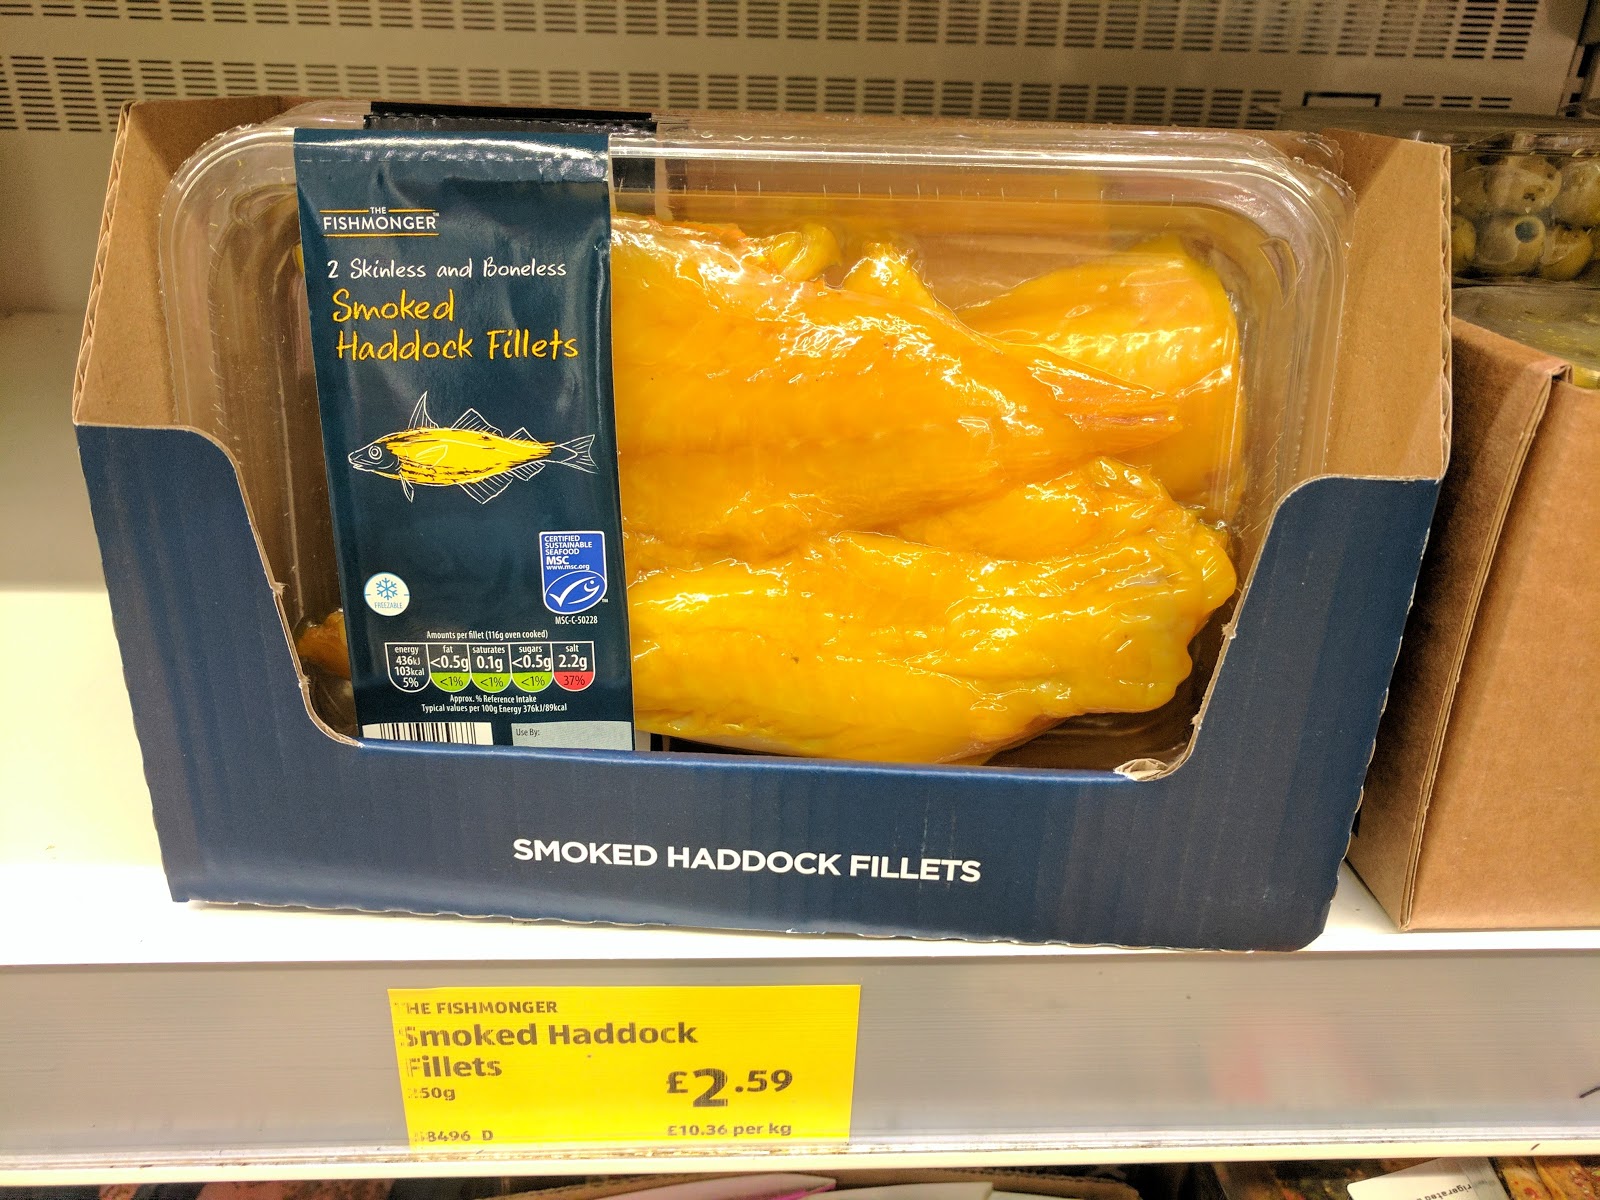 THE
FISHMONGER
2 Skinless and Boneless
Smoked
Haddock Fillets
CERTIFIED
SUSTAINABLE
SEAFOOD
MSC
www.msc.org
TM
MSC-C-50228
FREEZABLE
Amounts per fillet (116g oven cooked)
energy 436kJ 103kcal 5%
fat <0.5g <1%
saturates 0.1g <1%
sugars <0.5g <1%
salt 2.2g 37%
Approx. % Reference Intake
Typical values per 100g Energy 376kJ/89kcal
Use By:
SMOKED HADDOCK FILLETS
THE FISHMONGER
Smoked Haddock
Fillets
50g
£2.59
8496 D
£10.36 per kg